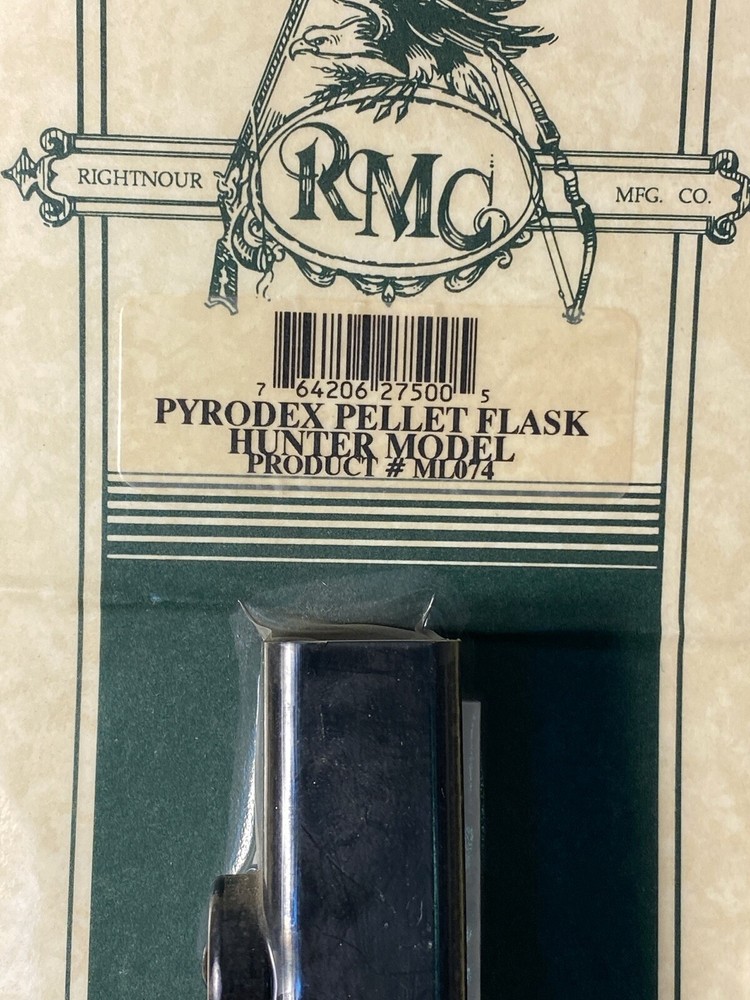 RMC
RIGHTNOUR MFG. CO.
7 64206 27500 5
PYRODEX PELLET FLASK
HUNTER MODEL
PRODUCT # ML074